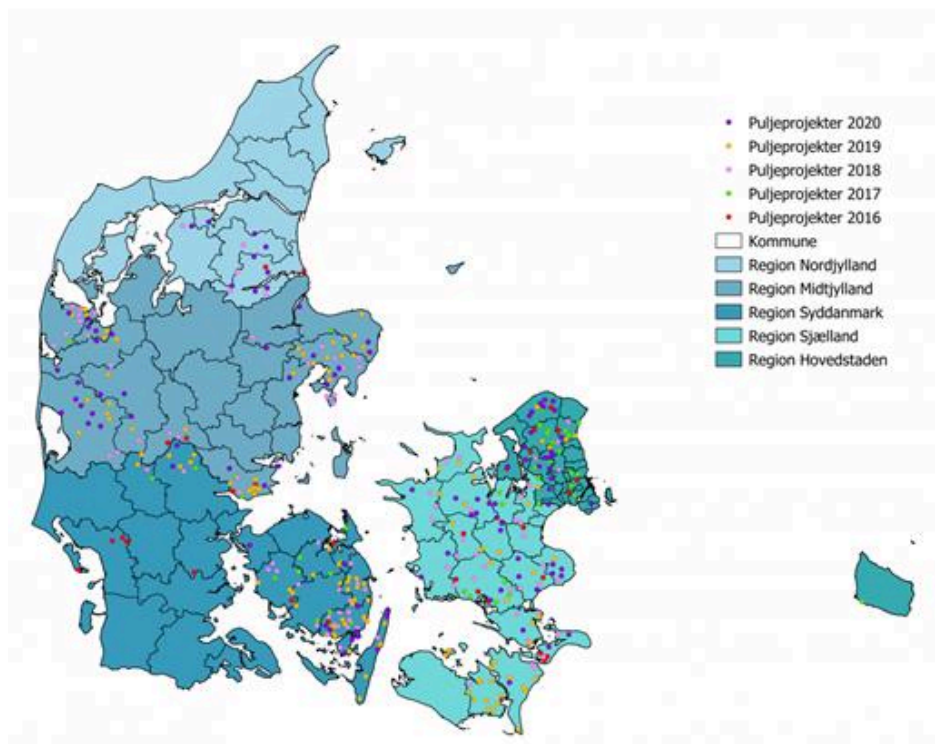 Puljeprojekter 2020
Puljeprojekter 2019
Puljeprojekter 2018
Puljeprojekter 2017
Puljeprojekter 2016
Kommune
Region Nordjylland
Region Midtjylland
Region Syddanmark
Region Sjælland
Region Hovedstaden